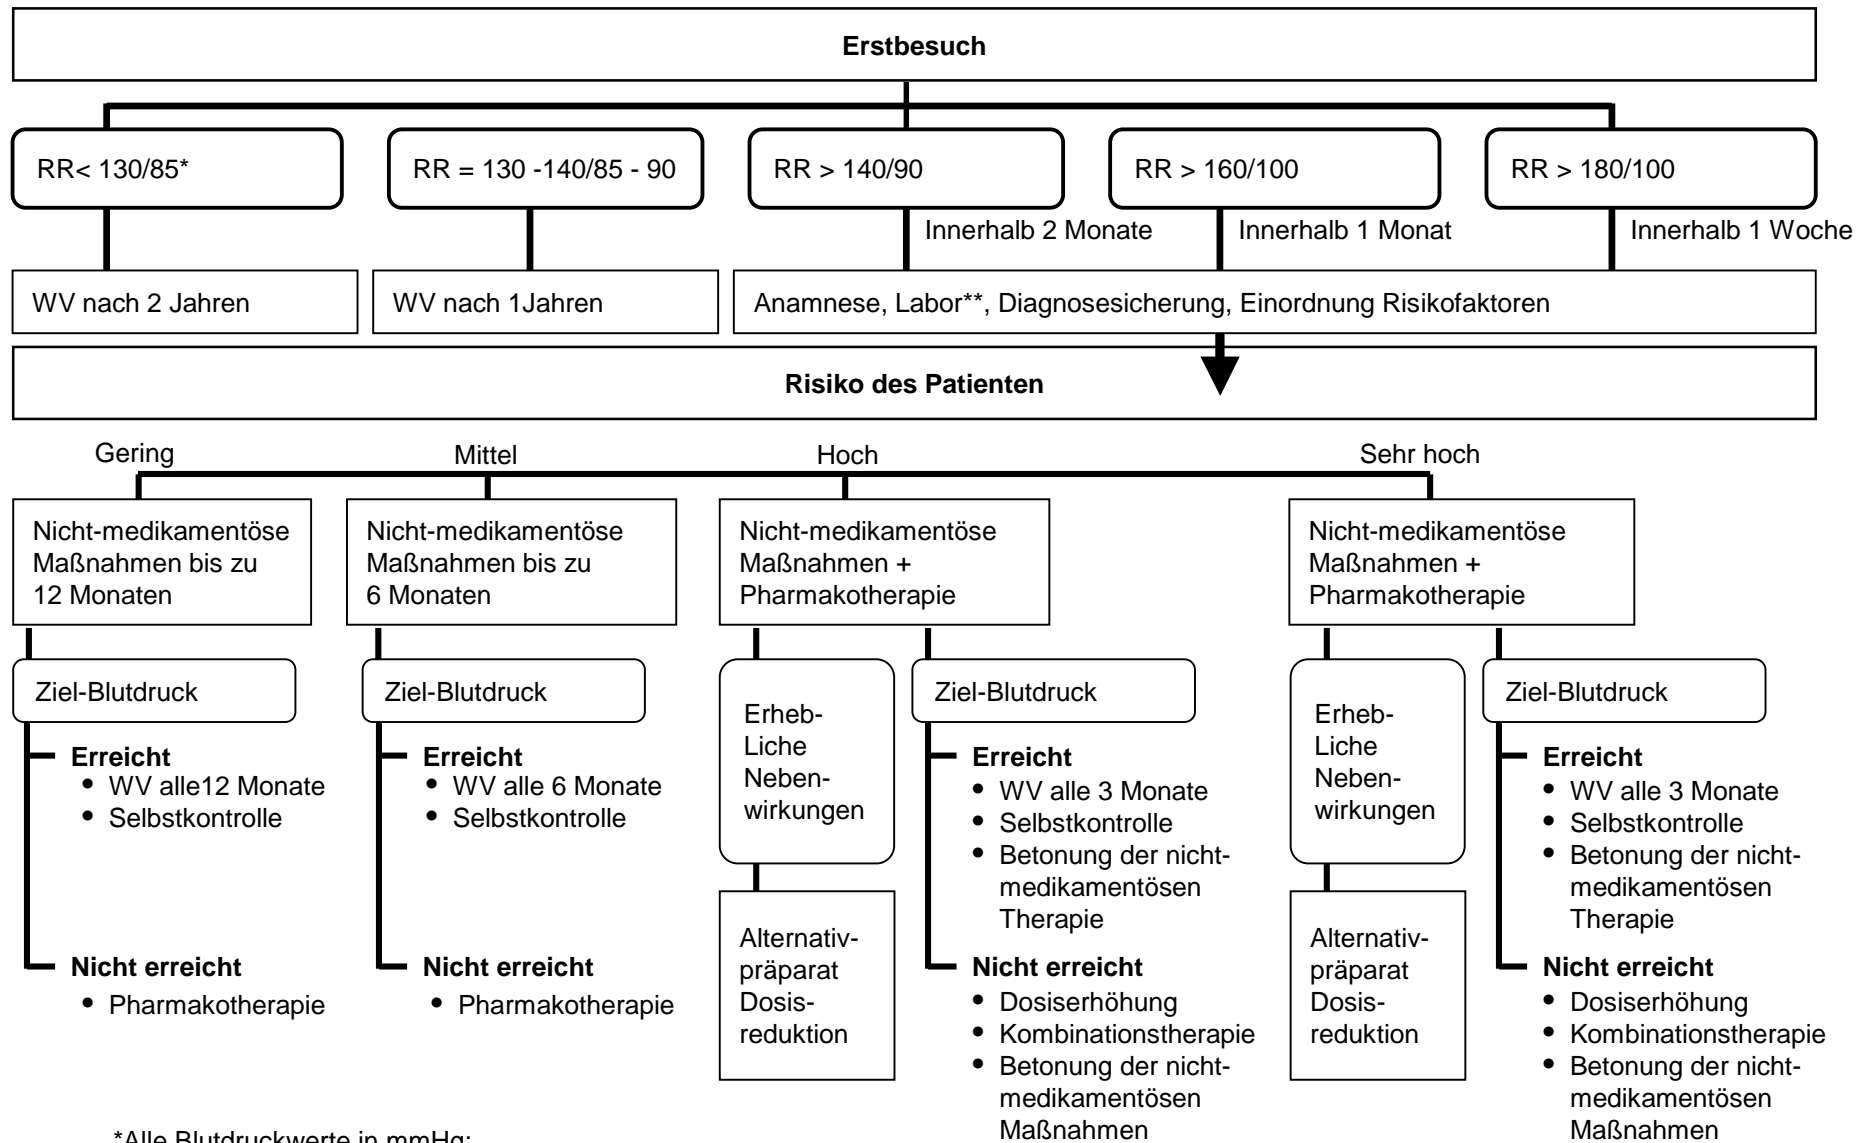 Erstbesuch
RR< 130/85*
RR = 130 -140/85 - 90
RR > 140/90
RR > 160/100
RR > 180/100
Innerhalb 2 Monate
Innerhalb 1 Monat
Innerhalb 1 Woche
WV nach 2 Jahren
WV nach 1Jahren
Anamnese, Labor**, Diagnosesicherung, Einordnung Risikofaktoren
Risiko des Patienten
Gering
Mittel
Hoch
Sehr hoch
Nicht-medikamentöse
Maßnahmen bis zu
12 Monaten
Nicht-medikamentöse
Maßnahmen bis zu
6 Monaten
Nicht-medikamentöse
Maßnahmen +
Pharmakotherapie
Nicht-medikamentöse
Maßnahmen +
Pharmakotherapie
Ziel-Blutdruck
Erreicht
• WV alle12 Monate
• Selbstkontrolle
Nicht erreicht
• Pharmakotherapie
Ziel-Blutdruck
Erreicht
• WV alle 6 Monate
• Selbstkontrolle
Nicht erreicht
• Pharmakotherapie
Erheb-
Liche
Neben-
wirkungen
Alternativ-
präparat
Dosis-
reduktion
Ziel-Blutdruck
Erreicht
• WV alle 3 Monate
• Selbstkontrolle
• Betonung der nicht-
medikamentösen
Therapie
Nicht erreicht
• Dosiserhöhung
• Kombinationstherapie
• Betonung der nicht-
medikamentösen
Maßnahmen
Erheb-
Liche
Neben-
wirkungen
Alternativ-
präparat
Dosis-
reduktion
Ziel-Blutdruck
Erreicht
• WV alle 3 Monate
• Selbstkontrolle
• Betonung der nicht-
medikamentösen
Therapie
Nicht erreicht
• Dosiserhöhung
• Kombinationstherapie
• Betonung der nicht-
medikamentösen
Maßnahmen
*Alle Blutdruckwerte in mmHg;